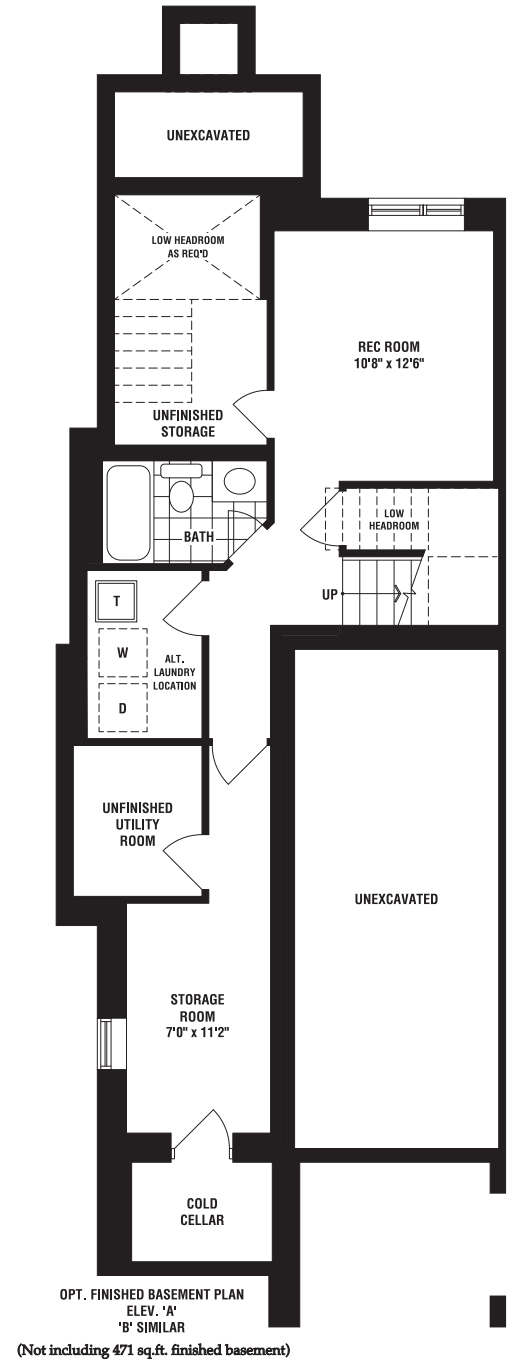 UNEXCAVATED
LOW HEADROOM
AS REQ'D
REC ROOM
10'8" x 12'6"
UNFINISHED
STORAGE
LOW
HEADROOM
BATH
UP
T
W
D
ALT.
LAUNDRY
LOCATION
UNFINISHED
UTILITY
ROOM
UNEXCAVATED
STORAGE
ROOM
7'0" x 11'2"
COLD
CELLAR
OPT. FINISHED BASEMENT PLAN
ELEV. 'A'
'B' SIMILAR
(Not including 471 sq.ft. finished basement)